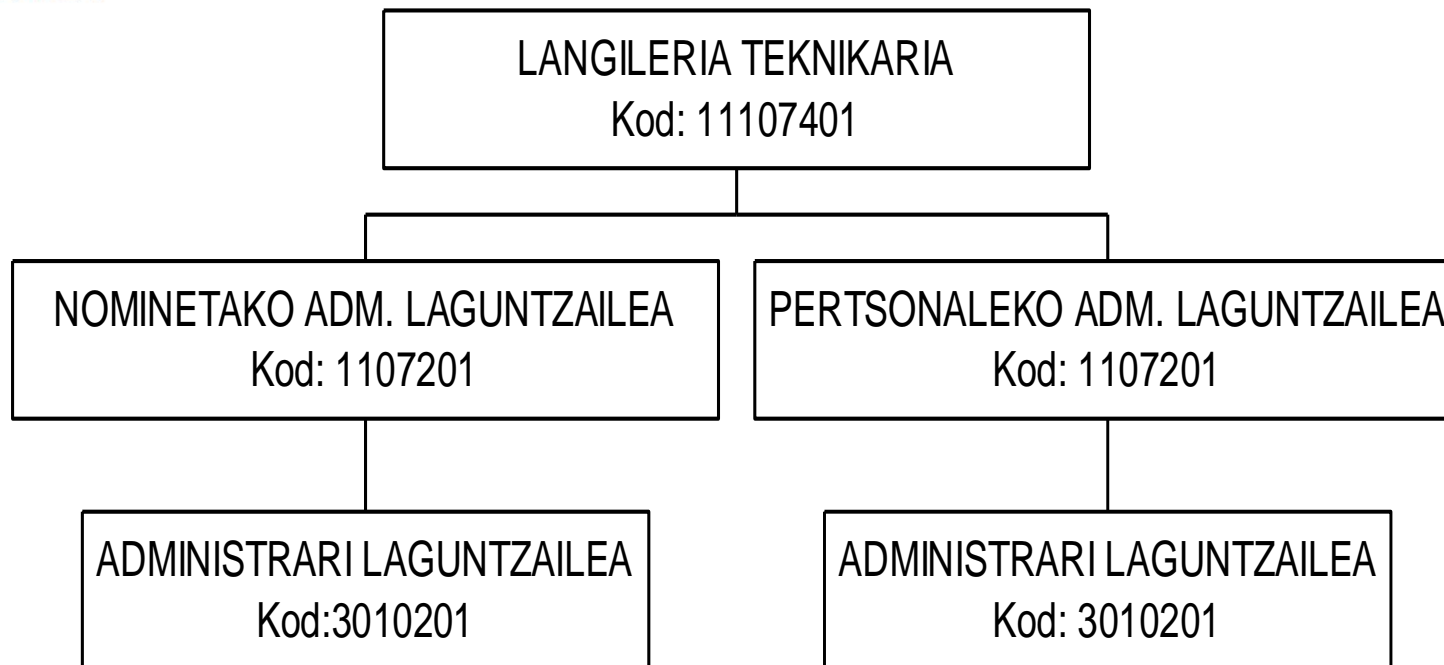 LANGILERIA TEKNIKARIA
Kod: 11107401
NOMINETAKO ADM. LAGUNTZAILEA
Kod: 1107201
PERTSONALEKO ADM. LAGUNTZAILEA
Kod: 1107201
ADMINISTRARI LAGUNTZAILEA
Kod:3010201
ADMINISTRARI LAGUNTZAILEA
Kod: 3010201